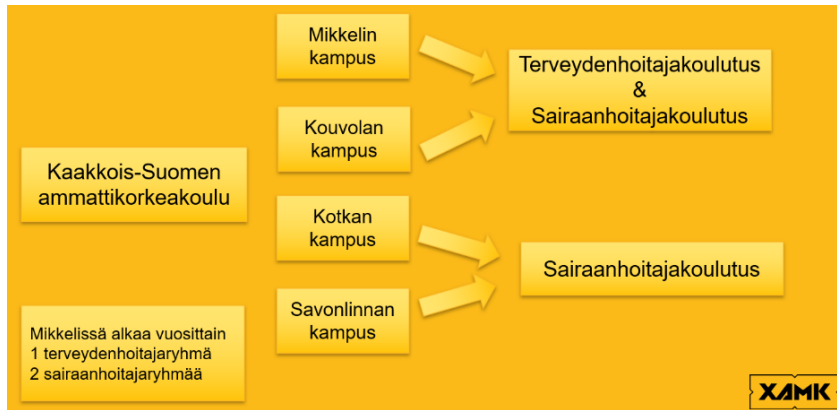 Mikkelin
kampus
Terveydenhoitajakoulutus
&
Sairaanhoitajakoulutus
Kouvolan
kampus
Kaakkois-Suomen
ammattikorkeakoulu
Kotkan
kampus
Sairaanhoitajakoulutus
Savonlinnan
kampus
Mikkelissä alkaa vuosittain
1 terveydenhoitajaryhmä
2 sairaanhoitajaryhmää
XAMK